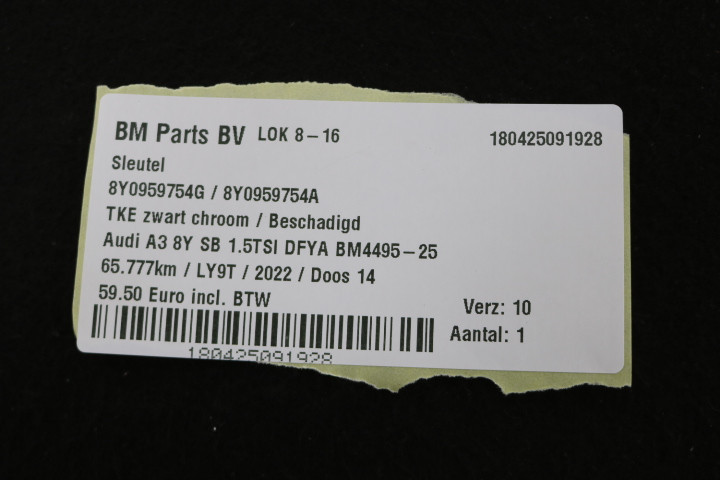 BM Parts BV LOK 8-16 180425091928
Sleutel
8Y0959754G / 8Y0959754A
TKE zwart chroom / Beschadigd
Audi A3 8Y SB 1.5TSI DFYA BM4495-25
65.777km / LY9T / 2022 / Doos 14
59.50 Euro incl. BTW
Verz: 10
Aantal: 1
180425091928